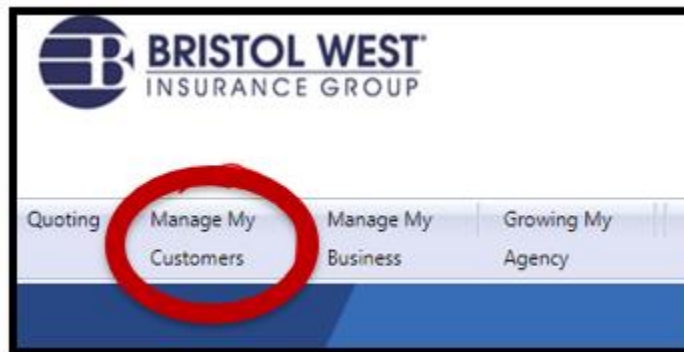 BRISTOL WEST
INSURANCE GROUP
Quoting
Manage My
Customers
Manage My
Business
Growing My
Agency